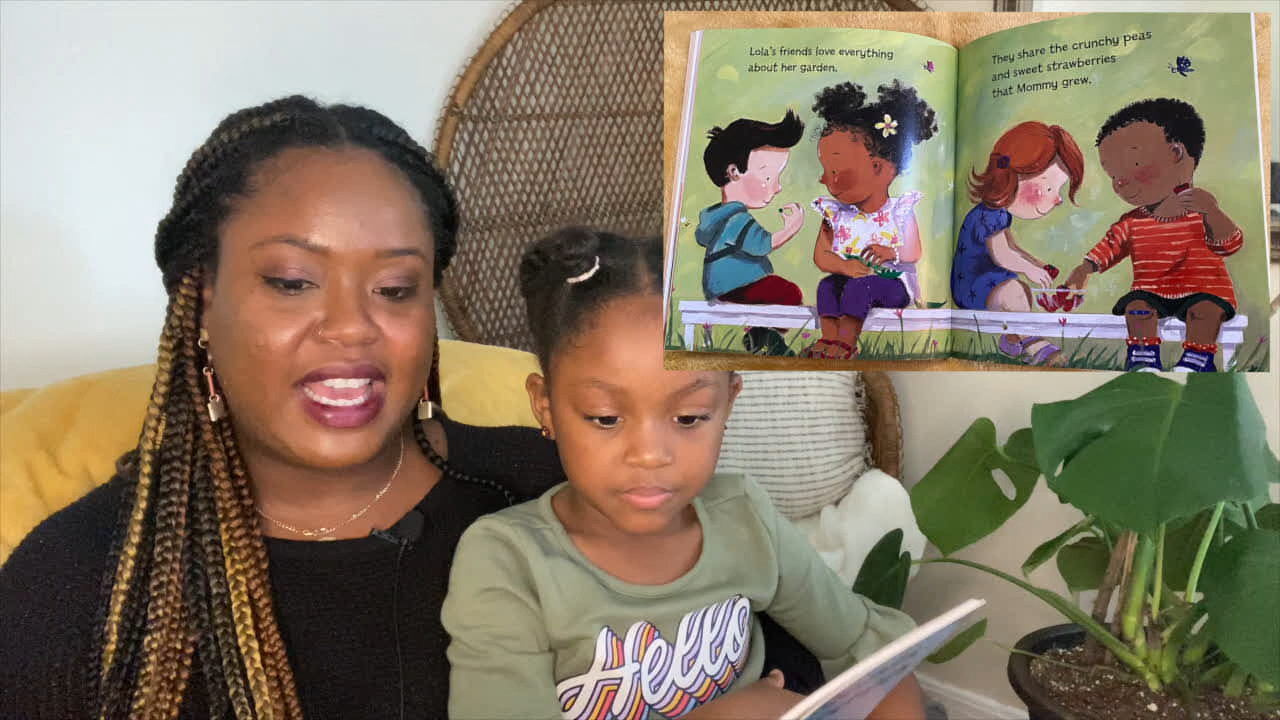 Lola's friends love everything
about her garden.
They share the crunchy peas
and sweet strawberries
that Mommy grew.
Hello